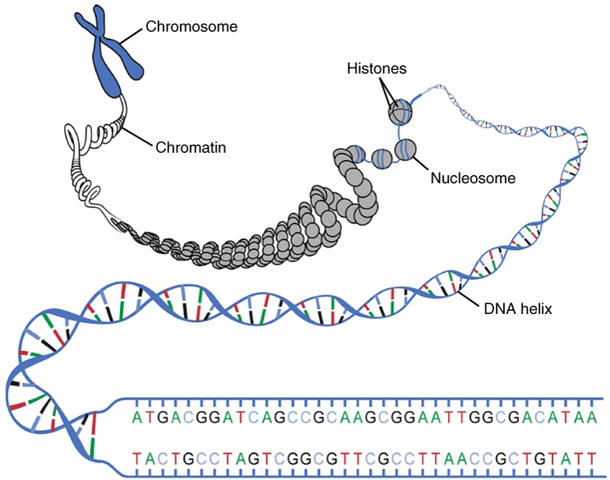 Chromosome
Histones
Chromatin
Nucleosome
DNA helix
ATGACGGATCAGCCGCAAGCGGAATTGGCGACATAA
TACTGCCTAGTCGGCGTTCGCCTTAACCGCTGTATT